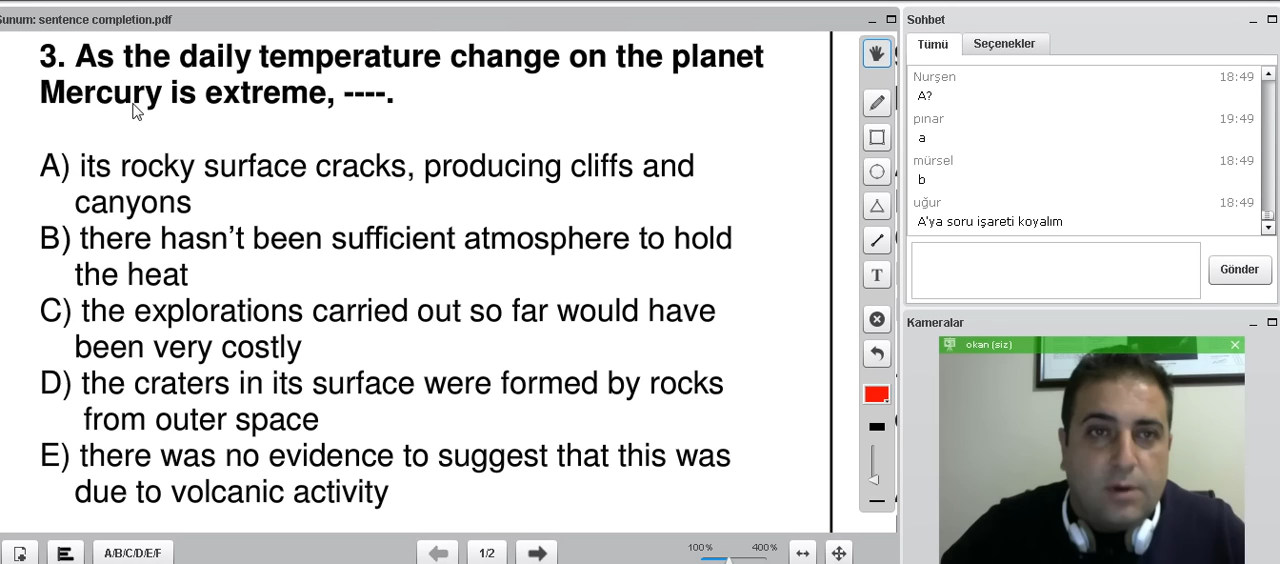 Sunum: sentence completion.pdf
3. As the daily temperature change on the planet
Mercury is extreme, ----.
A) its rocky surface cracks, producing cliffs and
canyons
B) there hasn't been sufficient atmosphere to hold
the heat
C) the explorations carried out so far would have
been very costly
D) the craters in its surface were formed by rocks
from outer space
E) there was no evidence to suggest that this was
due to volcanic activity
T
A/B/C/D/E/F
1/2
100%
400%
Sohbet
Tümü
Seçenekler
Nurşen 18:49
A?
pınar 19:49
a
mürsel 18:49
b
uğur 18:49
A'ya soru işareti koyalım
Gönder
Kameralar
okan (siz)